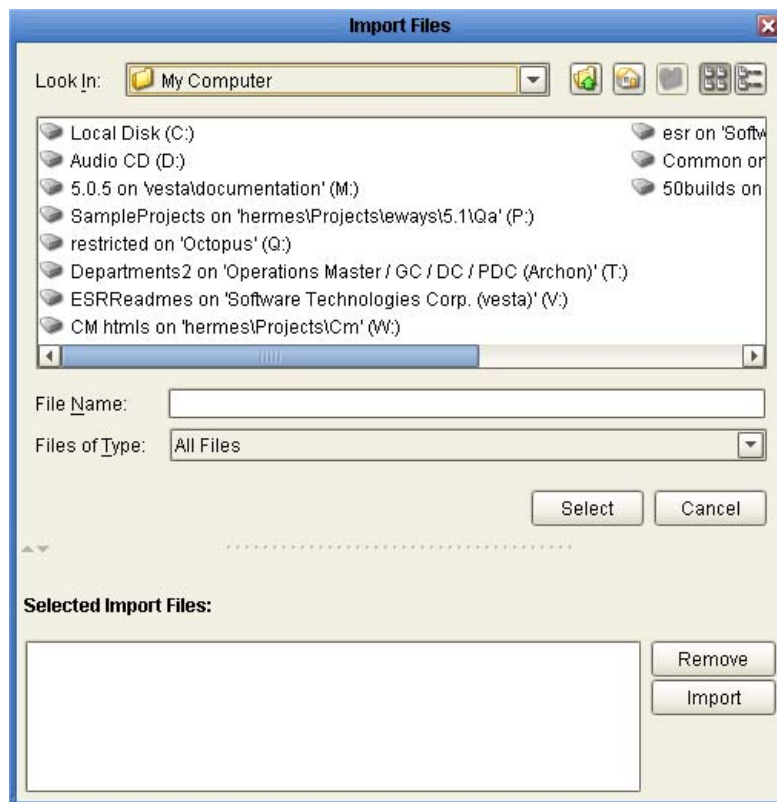 Import Files
Look In: My Computer
Local Disk (C:)
Audio CD (D:)
5.0.5 on 'vesta\documentation' (M:)
SampleProjects on 'hermes\Projects\eways\5.1\Qa' (P:)
restricted on 'Octopus' (Q:)
Departments2 on 'Operations Master / GC / DC / PDC (Archon)' (T:)
ESRReadmes on 'Software Technologies Corp. (vesta)' (V:)
CM htmls on 'hermes\Projects\Cm' (W:)
esr on 'Softw
Common on
50builds on
File Name:
Files of Type: All Files
Select Cancel
Selected Import Files:
Remove
Import